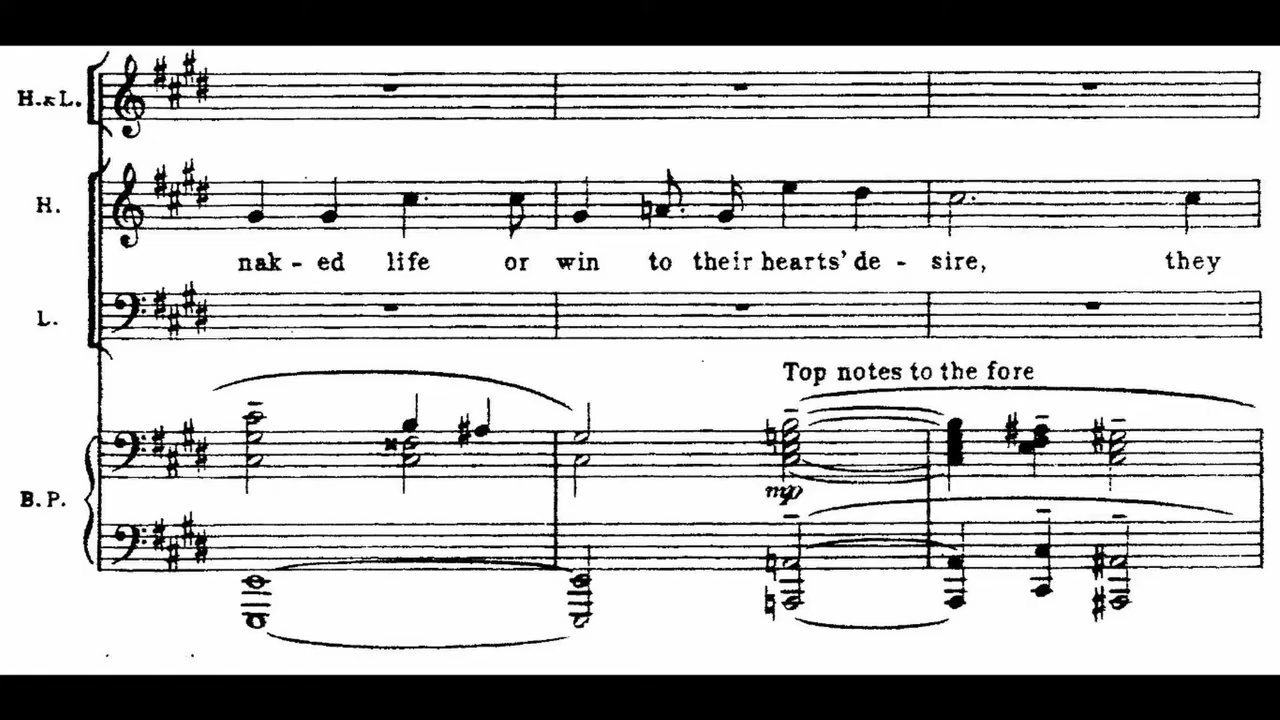 H.&L.
H.
nak - ed life or win to their hearts' de - sire, they
L.
Top notes to the fore
mp
B.P.